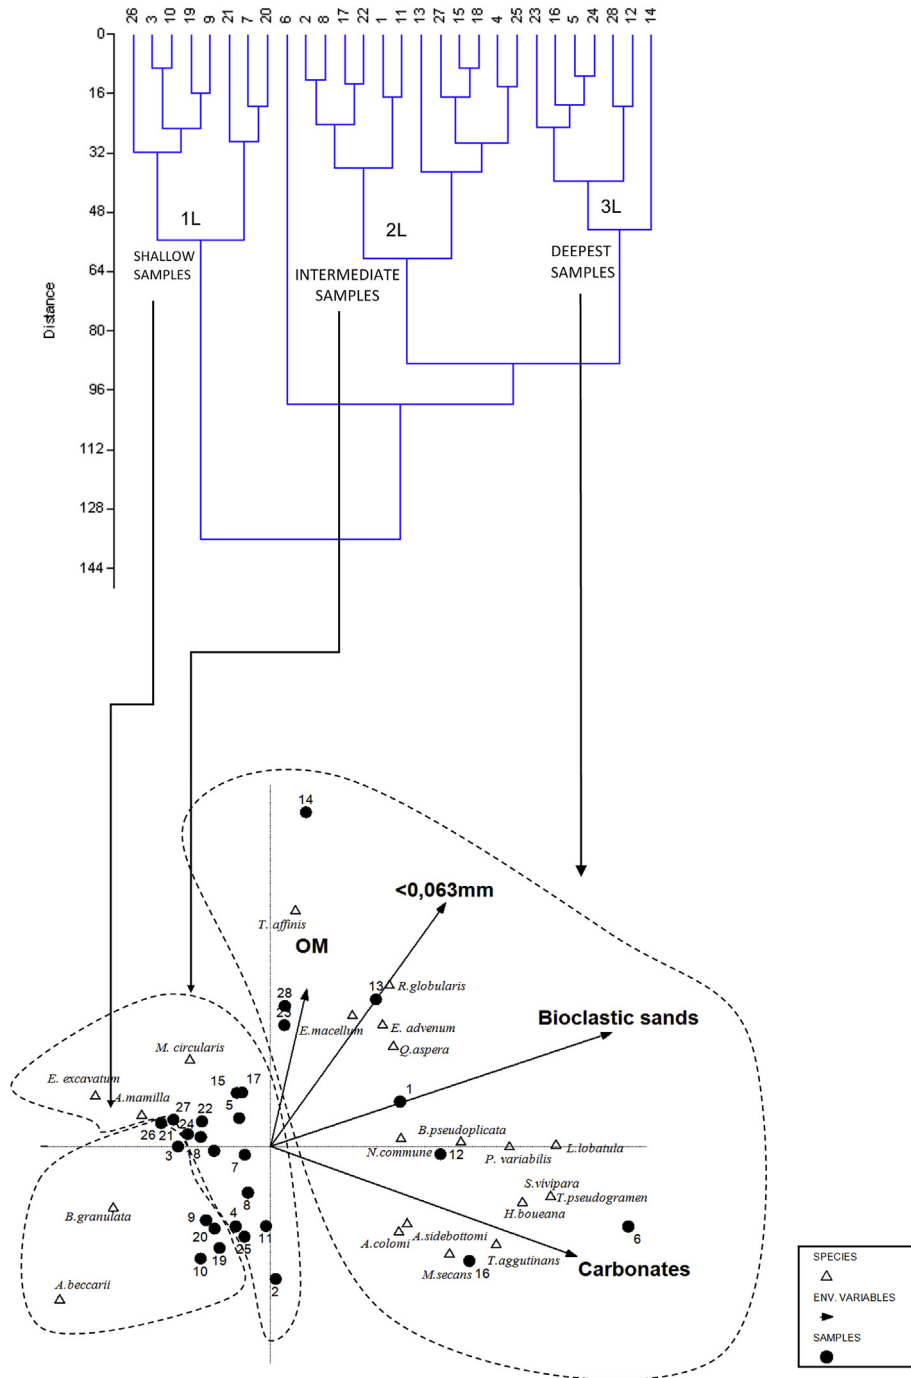 26 3 10 19 9 21 7 20 6 2 8 17 22 1 11 13 27 15 18 4 25 23 16 5 24 28 12 14
0
16
32
48
64
80
96
112
128
144
Distance
1L
2L
3L
SHALLOW
SAMPLES
INTERMEDIATE
SAMPLES
DEEPEST
SAMPLES
14
<0,063mm
T. affinis
OM
13
R.globularis
28
23
E.macellum
E. advenum
Q.aspera
Bioclastic sands
M. circularis
E. excavatum
A.mamilla
15
17
5
1
27
22
24
26
21
3
18
7
B.pseudoplicata
N.commune
12
P. variabilis
L.lobatula
S.vivipara
T.pseudogramen
H.boueana
8
B.granulata
9
4
20
25
11
19
10
A.sidebottomi
A.colomi
6
T.aggutinans
M.secans
16
Carbonates
2
A.beccarii
SPECIES
ENV. VARIABLES
SAMPLES